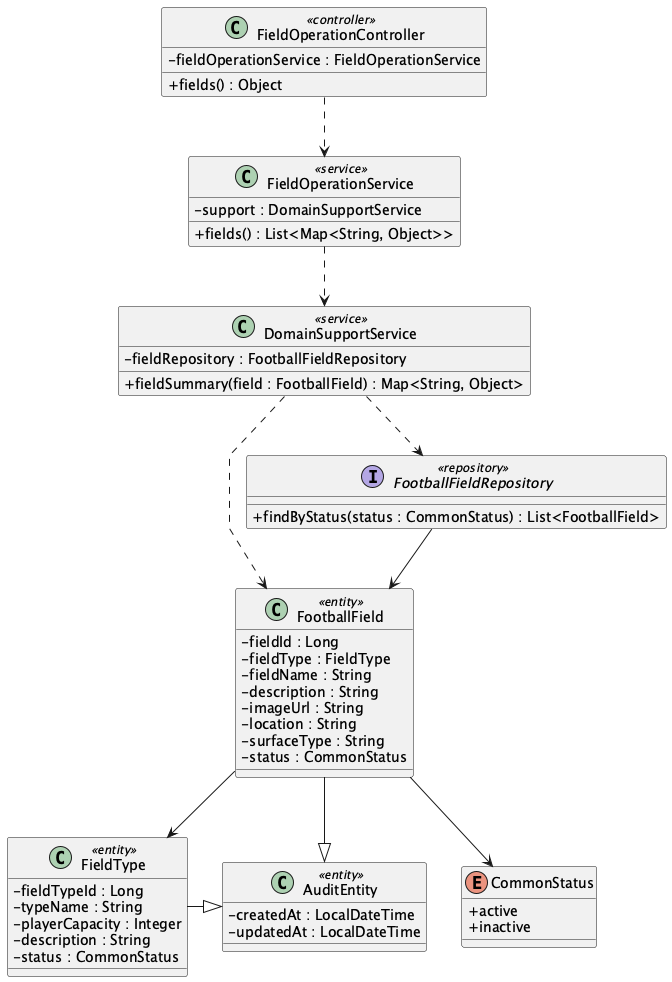 «controller»
C FieldOperationController
-fieldOperationService : FieldOperationService
+fields() : Object
«service»
C FieldOperationService
-support : DomainSupportService
+fields() : List<Map<String, Object>>
«service»
C DomainSupportService
-fieldRepository : FootballFieldRepository
+fieldSummary(field : FootballField) : Map<String, Object>
«repository»
I FootballFieldRepository
+findByStatus(status : CommonStatus) : List<FootballField>
«entity»
C FootballField
-fieldId : Long
-fieldType : FieldType
-fieldName : String
-description : String
-imageUrl : String
-location : String
-surfaceType : String
-status : CommonStatus
«entity»
C FieldType
-fieldTypeId : Long
-typeName : String
-playerCapacity : Integer
-description : String
-status : CommonStatus
«entity»
C AuditEntity
-createdAt : LocalDateTime
-updatedAt : LocalDateTime
E CommonStatus
+active
+inactive